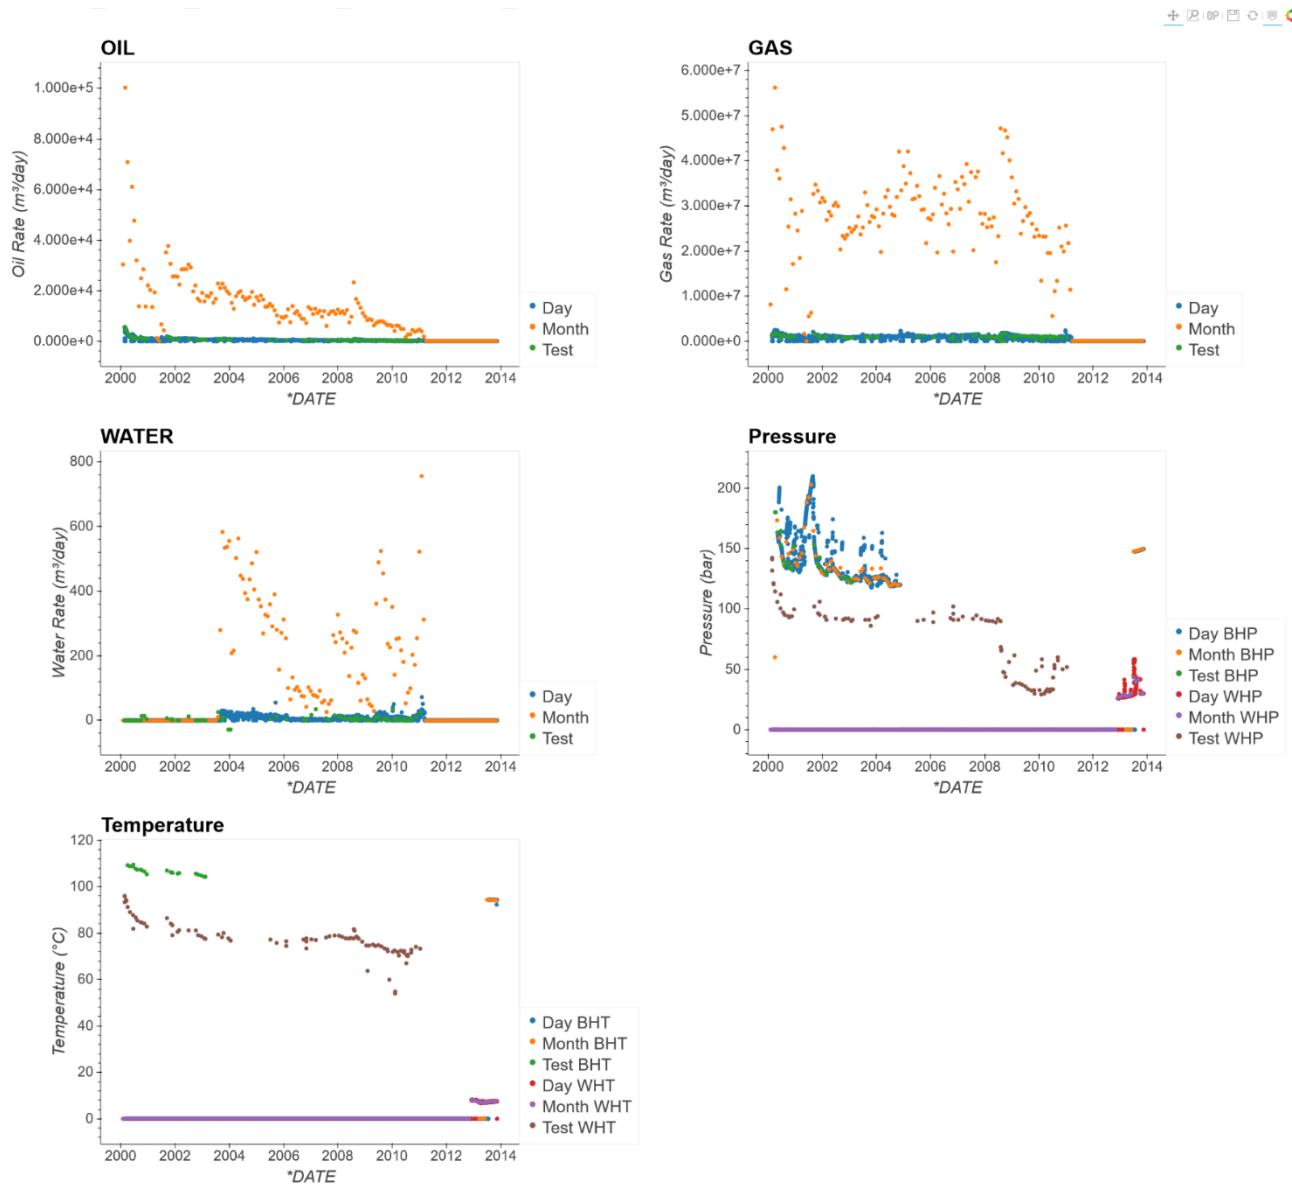 OIL
1.000e+5
8.000e+4
6.000e+4
4.000e+4
2.000e+4
0.000e+0
Oil Rate (m³/day)
2000 2002 2004 2006 2008 2010 2012 2014
*DATE
Day
Month
Test
GAS
6.000e+7
5.000e+7
4.000e+7
3.000e+7
2.000e+7
1.000e+7
0.000e+0
Gas Rate (m³/day)
2000 2002 2004 2006 2008 2010 2012 2014
*DATE
Day
Month
Test
WATER
800
600
400
200
0
Water Rate (m³/day)
2000 2002 2004 2006 2008 2010 2012 2014
*DATE
Day
Month
Test
Pressure
200
150
100
50
0
Pressure (bar)
2000 2002 2004 2006 2008 2010 2012 2014
*DATE
Day BHP
Month BHP
Test BHP
Day WHP
Month WHP
Test WHP
Temperature
120
100
80
60
40
20
0
Temperature (°C)
2000 2002 2004 2006 2008 2010 2012 2014
*DATE
Day BHT
Month BHT
Test BHT
Day WHT
Month WHT
Test WHT